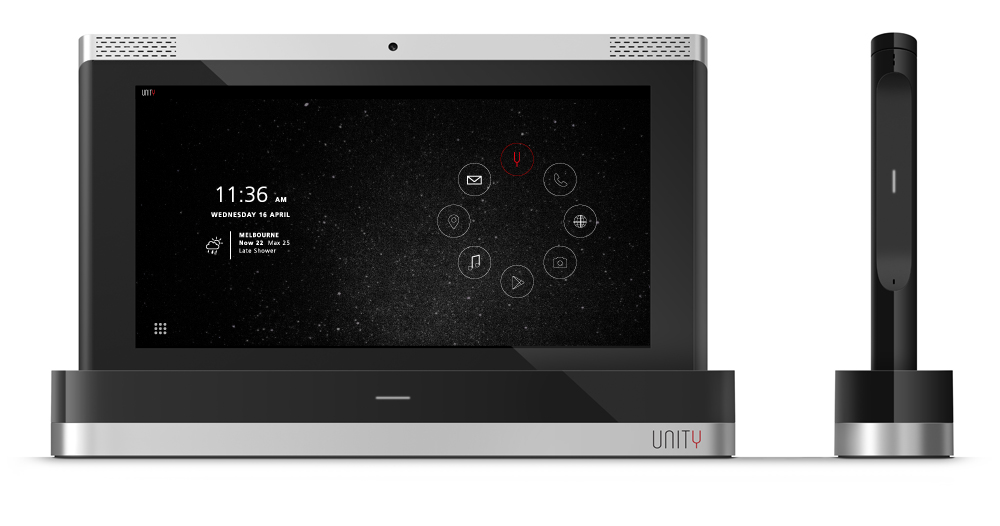 UNITY
11:36 AM
WEDNESDAY 16 APRIL
MELBOURNE
Now 22 Max 25
Late Shower
UNITY